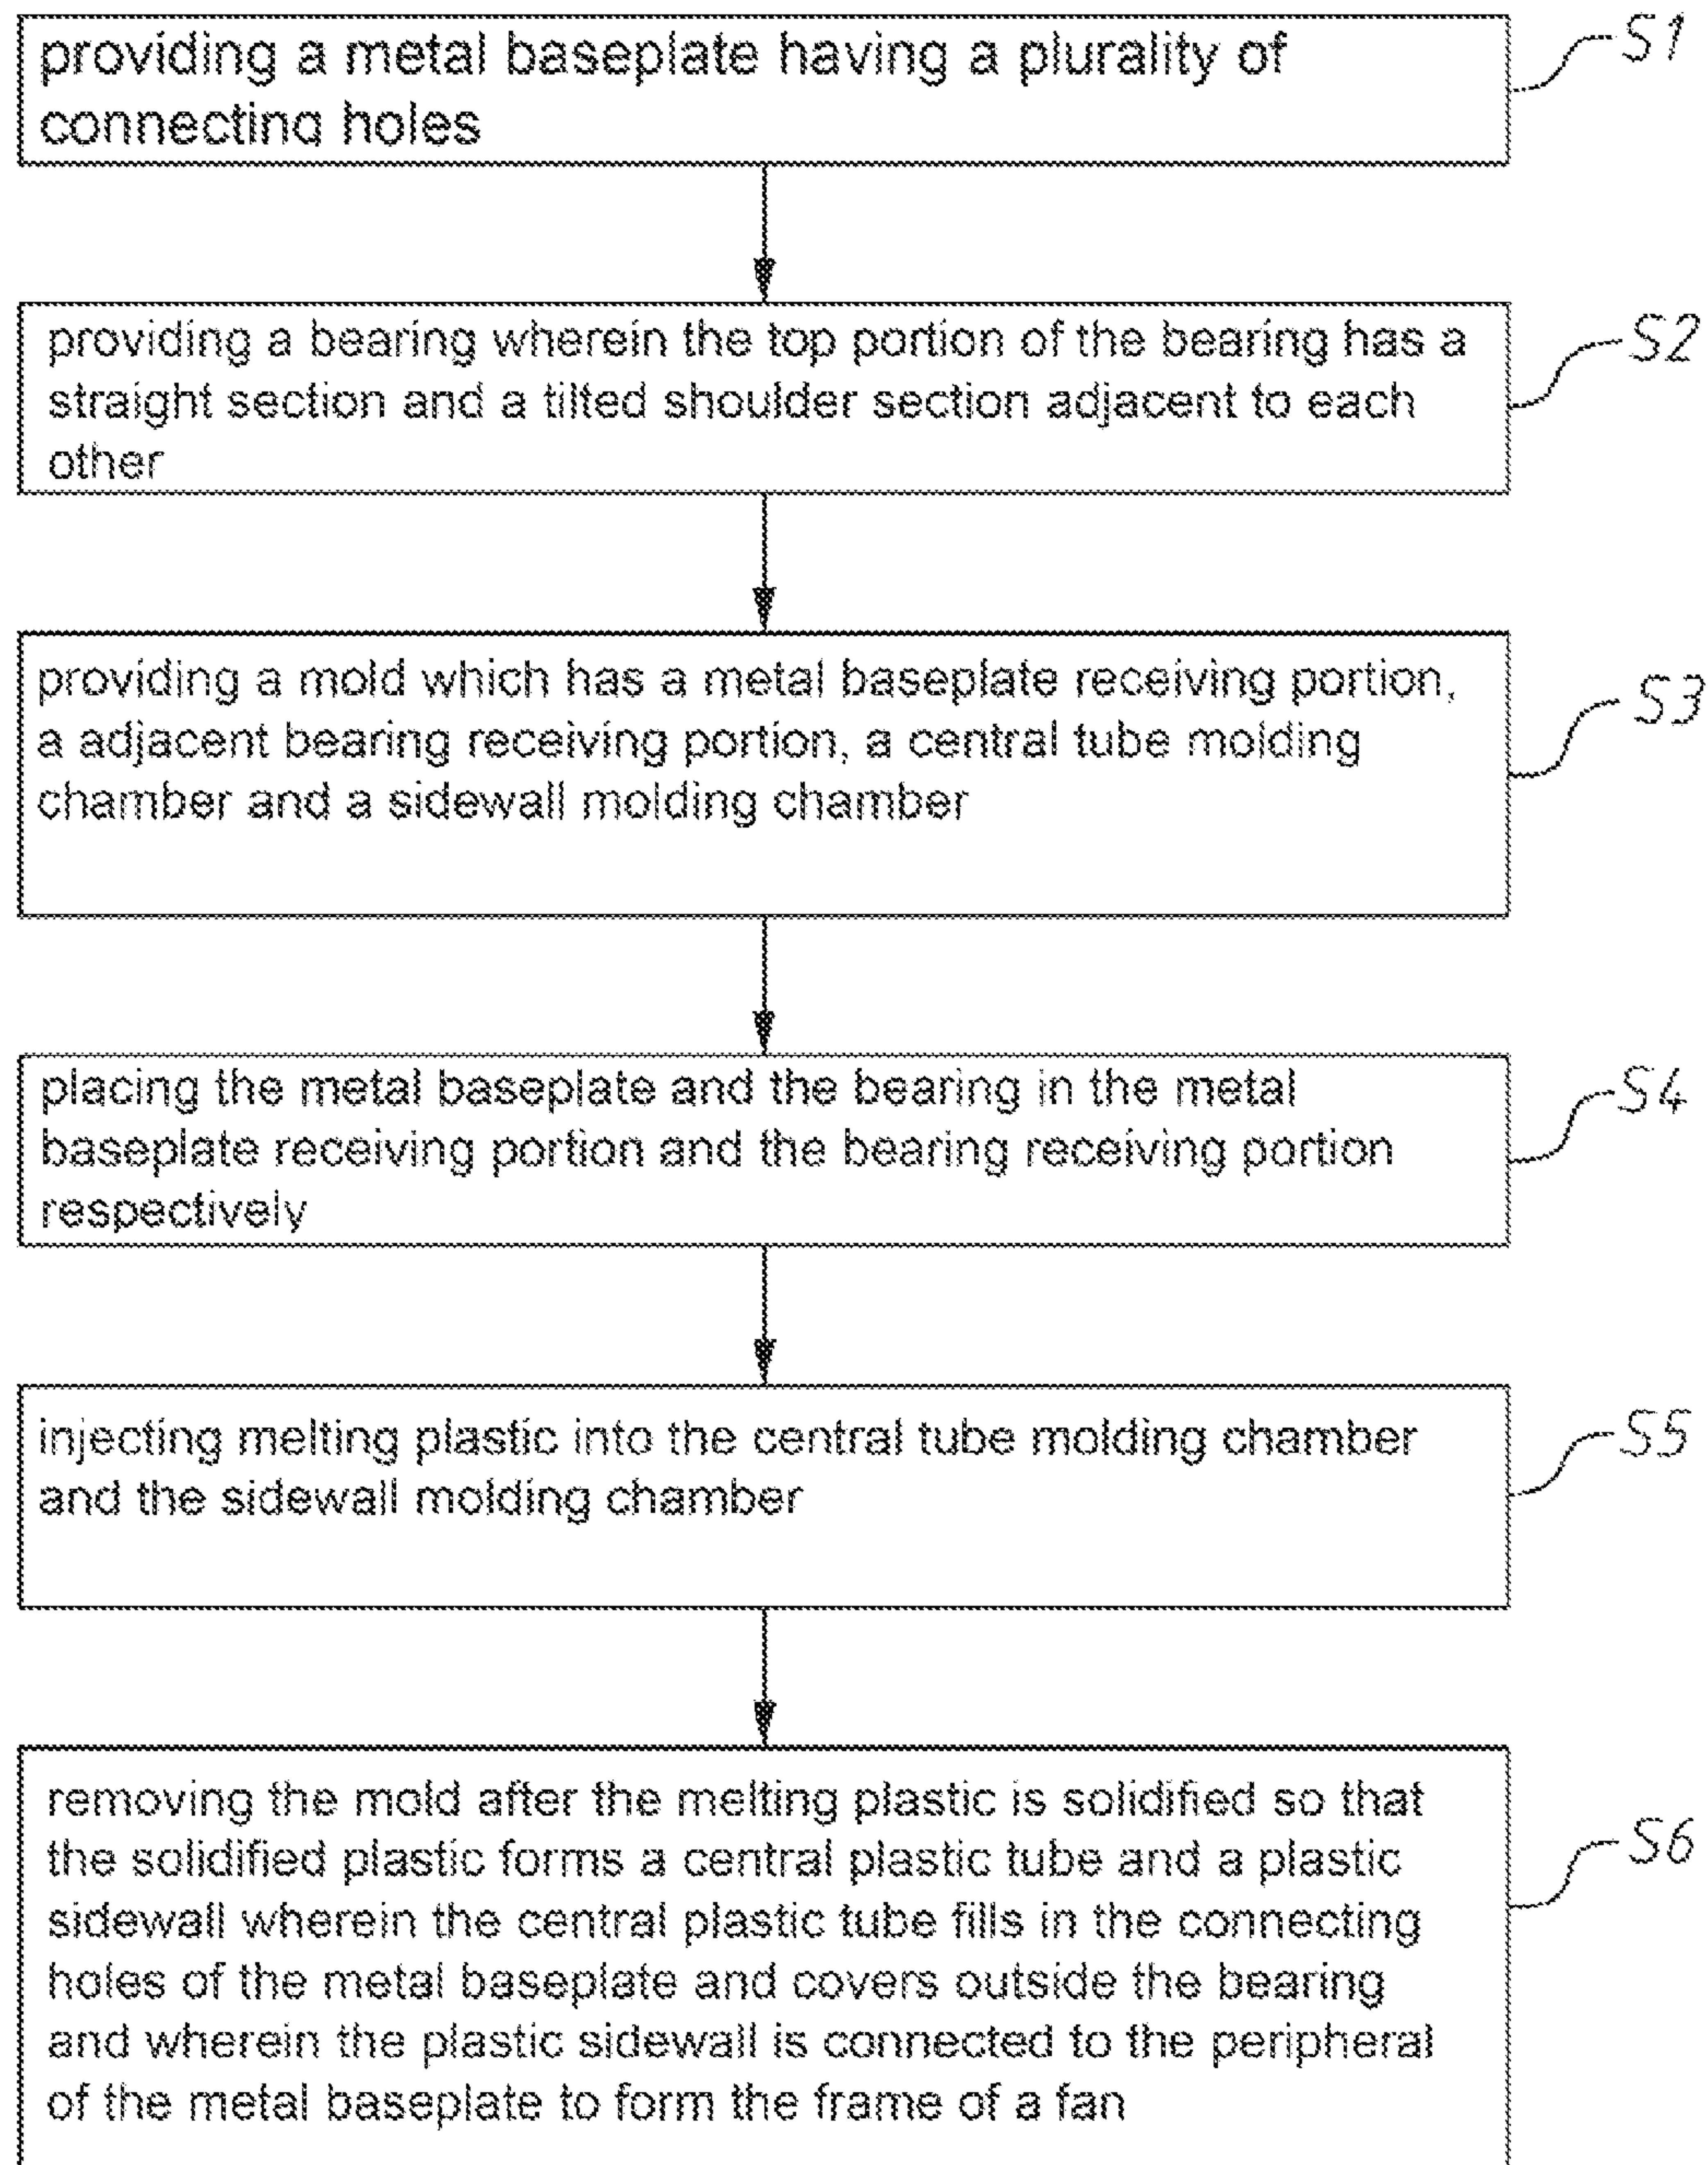 providing a metal baseplate having a plurality of
connecting holes
S1
providing a bearing wherein the top portion of the bearing has a
straight section and a tilted shoulder section adjacent to each
other
S2
providing a mold which has a metal baseplate receiving portion,
a adjacent bearing receiving portion, a central tube molding
chamber and a sidewall molding chamber
S3
placing the metal baseplate and the bearing in the metal
baseplate receiving portion and the bearing receiving portion
respectively
S4
injecting melting plastic into the central tube molding chamber
and the sidewall molding chamber
S5
removing the mold after the melting plastic is solidified so that
the solidified plastic forms a central plastic tube and a plastic
sidewall wherein the central plastic tube fills in the connecting
holes of the metal baseplate and covers outside the bearing
and wherein the plastic sidewall is connected to the peripheral
of the metal baseplate to form the frame of a fan
S6